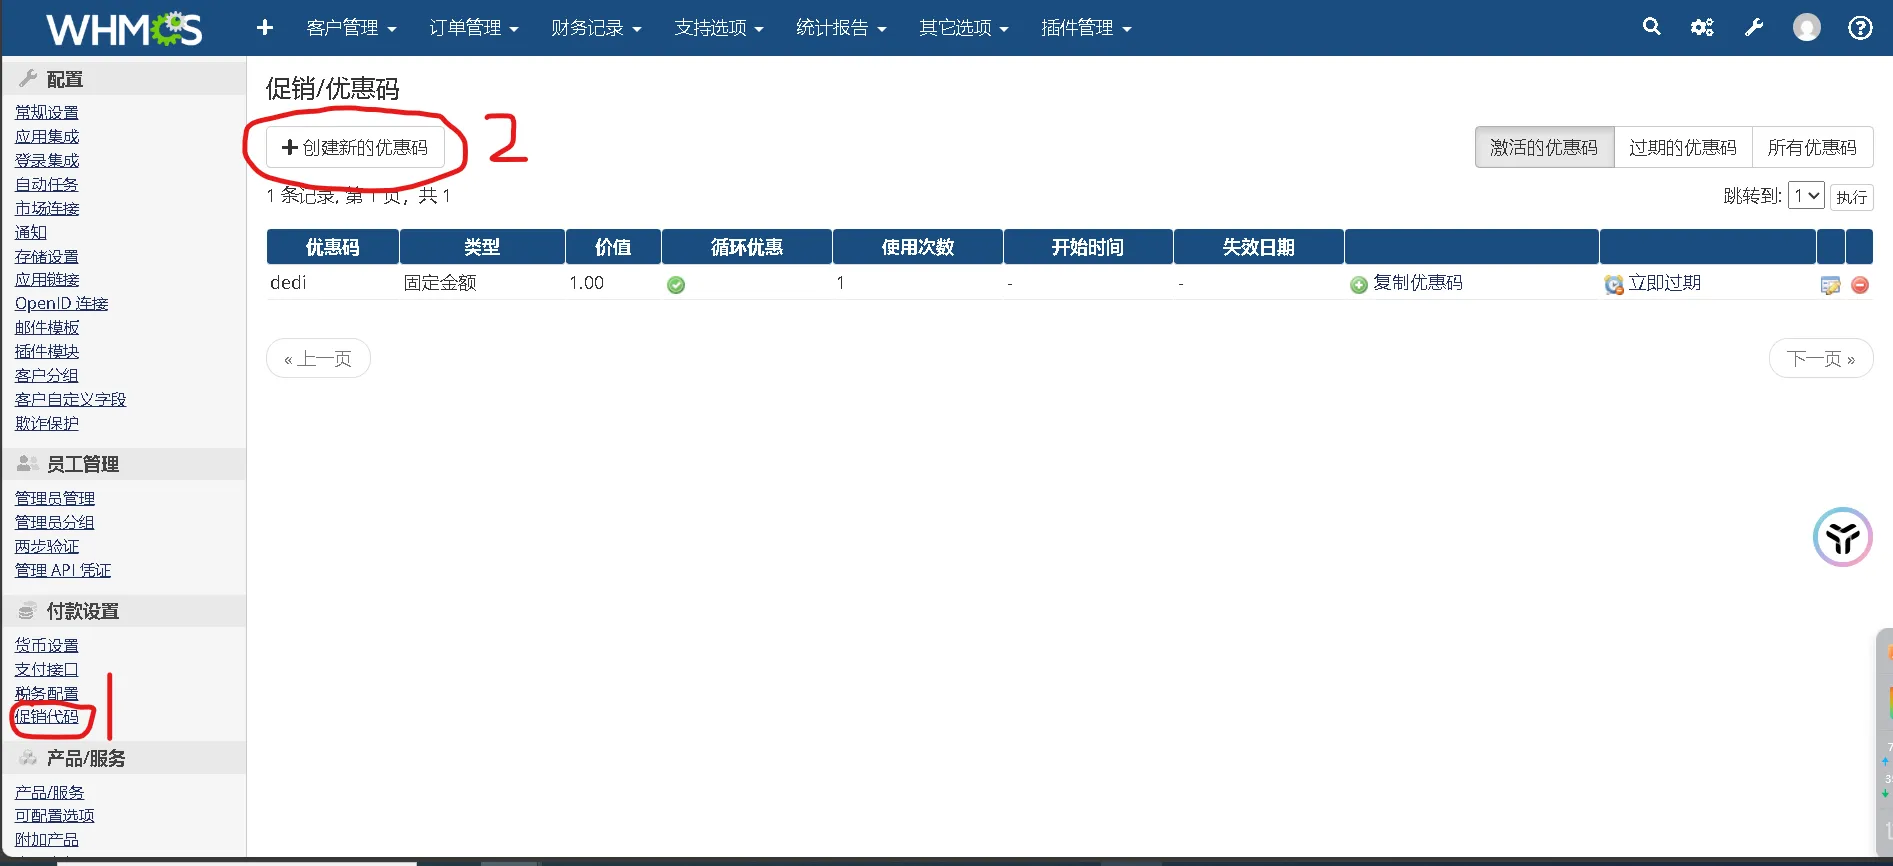 WHMCS
客户管理 订单管理 财务记录 支持选项 统计报告 其它选项 插件管理
配置
常规设置
应用集成
登录集成
自动任务
市场连接
通知
存储设置
应用链接
OpenID 连接
邮件模板
插件模块
客户分组
客户自定义字段
欺诈保护
员工管理
管理员管理
管理员分组
两步验证
管理 API 凭证
付款设置
货币设置
支付接口
税务配置
促销代码
1
产品/服务
产品/服务
可配置选项
附加产品
促销/优惠码
创建新的优惠码
2
激活的优惠码 过期的优惠码 所有优惠码
1 条记录, 第 1 页, 共 1
跳转到: 1 执行
优惠码 类型 价值 循环优惠 使用次数 开始时间 失效日期
dedi 固定金额 1.00 1 - - 复制优惠码 立即过期
« 上一页
下一页 »